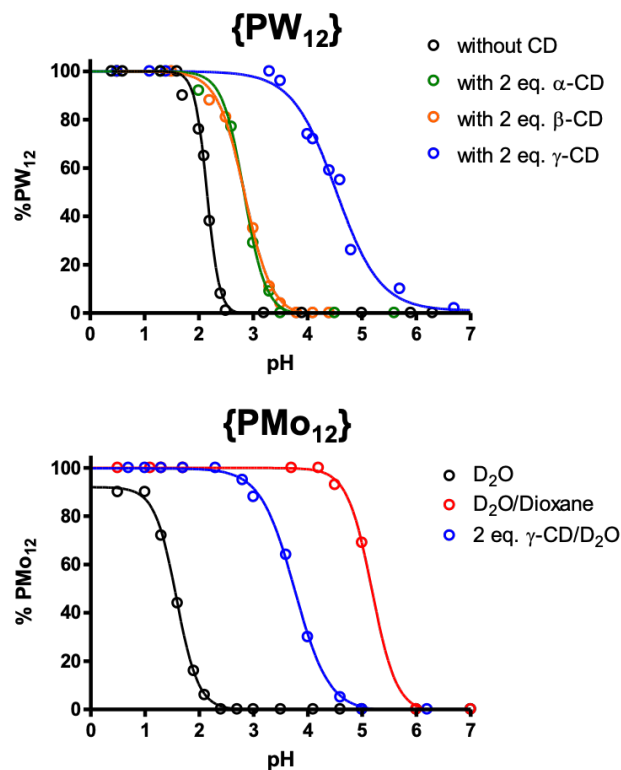 {PW₁₂}
without CD
with 2 eq. α-CD
with 2 eq. β-CD
with 2 eq. γ-CD
%PW₁₂
100
80
60
40
20
0
0 1 2 3 4 5 6 7
pH
{PMo₁₂}
D₂O
D₂O/Dioxane
2 eq. γ-CD/D₂O
% PMo₁₂
100
80
60
40
20
0
0 1 2 3 4 5 6 7
pH